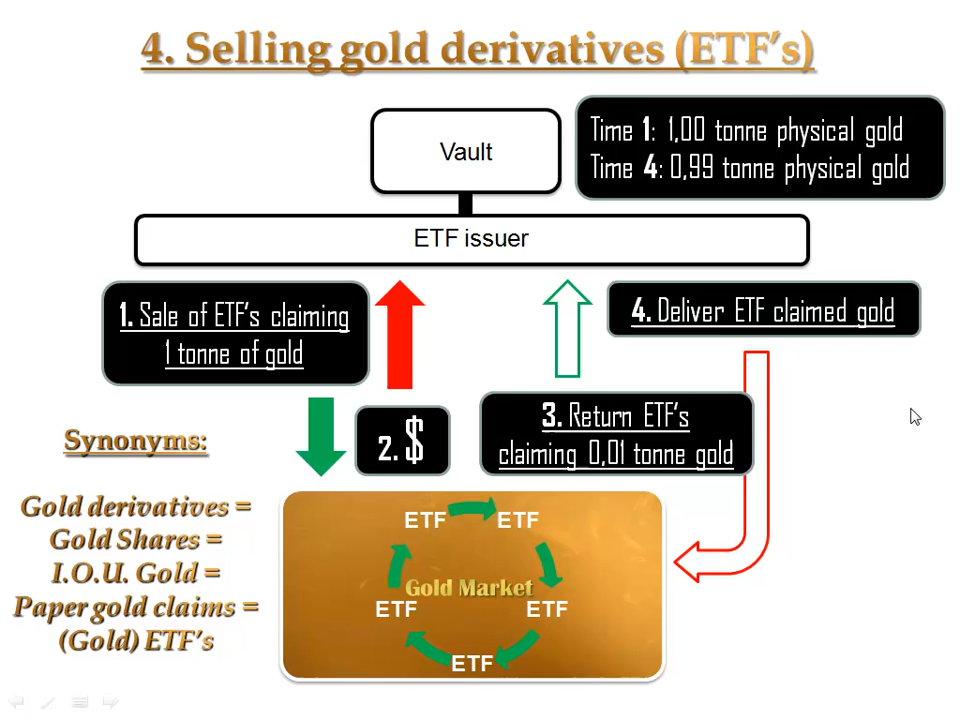 4. Selling gold derivatives (ETF's)
Vault
Time 1: 1,00 tonne physical gold
Time 4: 0,99 tonne physical gold
ETF issuer
1. Sale of ETF's claiming
1 tonne of gold
4. Deliver ETF claimed gold
2. $
3. Return ETF's
claiming 0,01 tonne gold
Synonyms:
Gold derivatives =
Gold Shares =
I.O.U. Gold =
Paper gold claims =
(Gold) ETF's
ETF
ETF
Gold Market
ETF
ETF
ETF